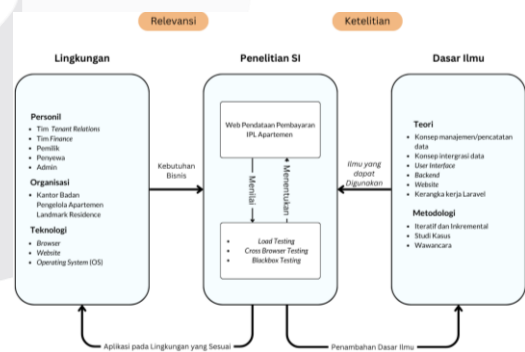 Relevansi
Ketelitian
Lingkungan
Penelitian SI
Dasar Ilmu
Personil
• Tim Tenant Relations
• Tim Finance
• Pemilik
• Penyewa
• Admin
Organisasi
• Kantor Badan
Pengelola Apartemen
Landmark Residence
Teknologi
• Browser
• Website
• Operating System (OS)
Kebutuhan
Bisnis
Web Pendataan Pembayaran
IPL Apartemen
Menilai
Menentukan
• Load Testing
• Cross Browser Testing
• Blackbox Testing
Ilmu yang
dapat
Digunakan
Teori
• Konsep manajemen/pencatatan
data
• Konsep intergrasi data
• User Interface
• Backend
• Website
• Kerangka kerja Laravel
Metodologi
• Iteratif dan Inkremental
• Studi Kasus
• Wawancara
Aplikasi pada Lingkungan yang Sesuai
Penambahan Dasar Ilmu